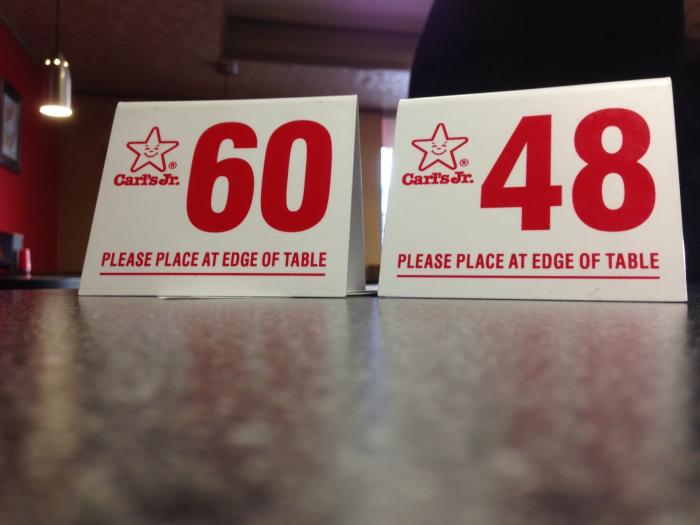 60
Carl's Jr.®
PLEASE PLACE AT EDGE OF TABLE
48
Carl's Jr.®
PLEASE PLACE AT EDGE OF TABLE